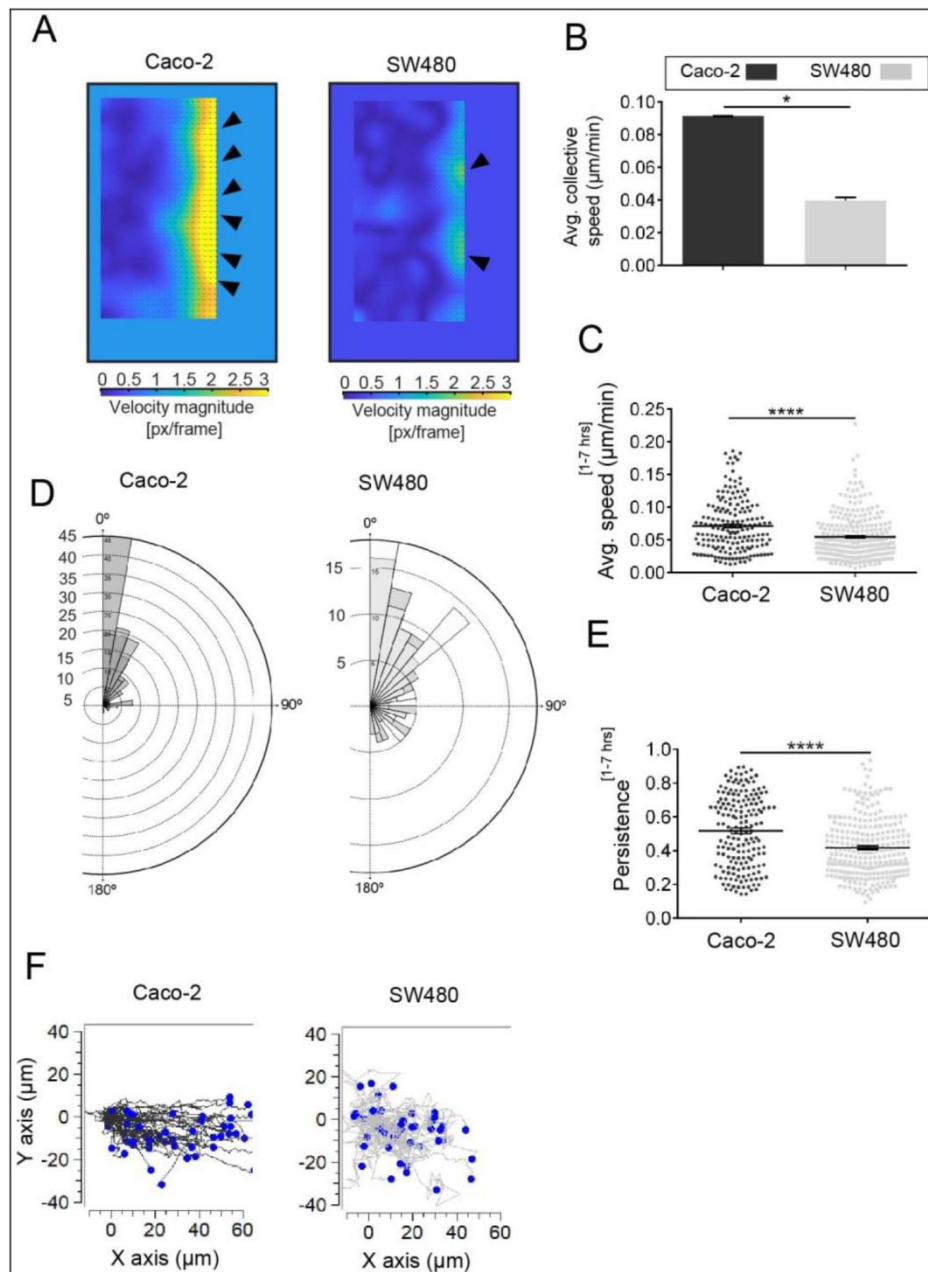 A
Caco-2
SW480
0 0.5 1 1.5 2 2.5 3
Velocity magnitude
[px/frame]
0 0.5 1 1.5 2 2.5 3
Velocity magnitude
[px/frame]
B
Caco-2 SW480
*
Avg. collective
speed (µm/min)
0.10
0.08
0.06
0.04
0.02
0.00
C
[1-7 hrs]
Avg. speed (µm/min)
****
0.25
0.20
0.15
0.10
0.05
0.00
Caco-2 SW480
D
Caco-2
0º
45
40
35
30
25
20
15
10
5
90º
180º
SW480
0º
15
10
5
90º
180º
E
[1-7 hrs]
Persistence
****
1.0
0.8
0.6
0.4
0.2
0.0
Caco-2 SW480
F
Caco-2
Y axis (µm)
40
20
0
-20
-40
0 20 40 60
X axis (µm)
SW480
40
20
0
-20
-40
0 20 40 60
X axis (µm)